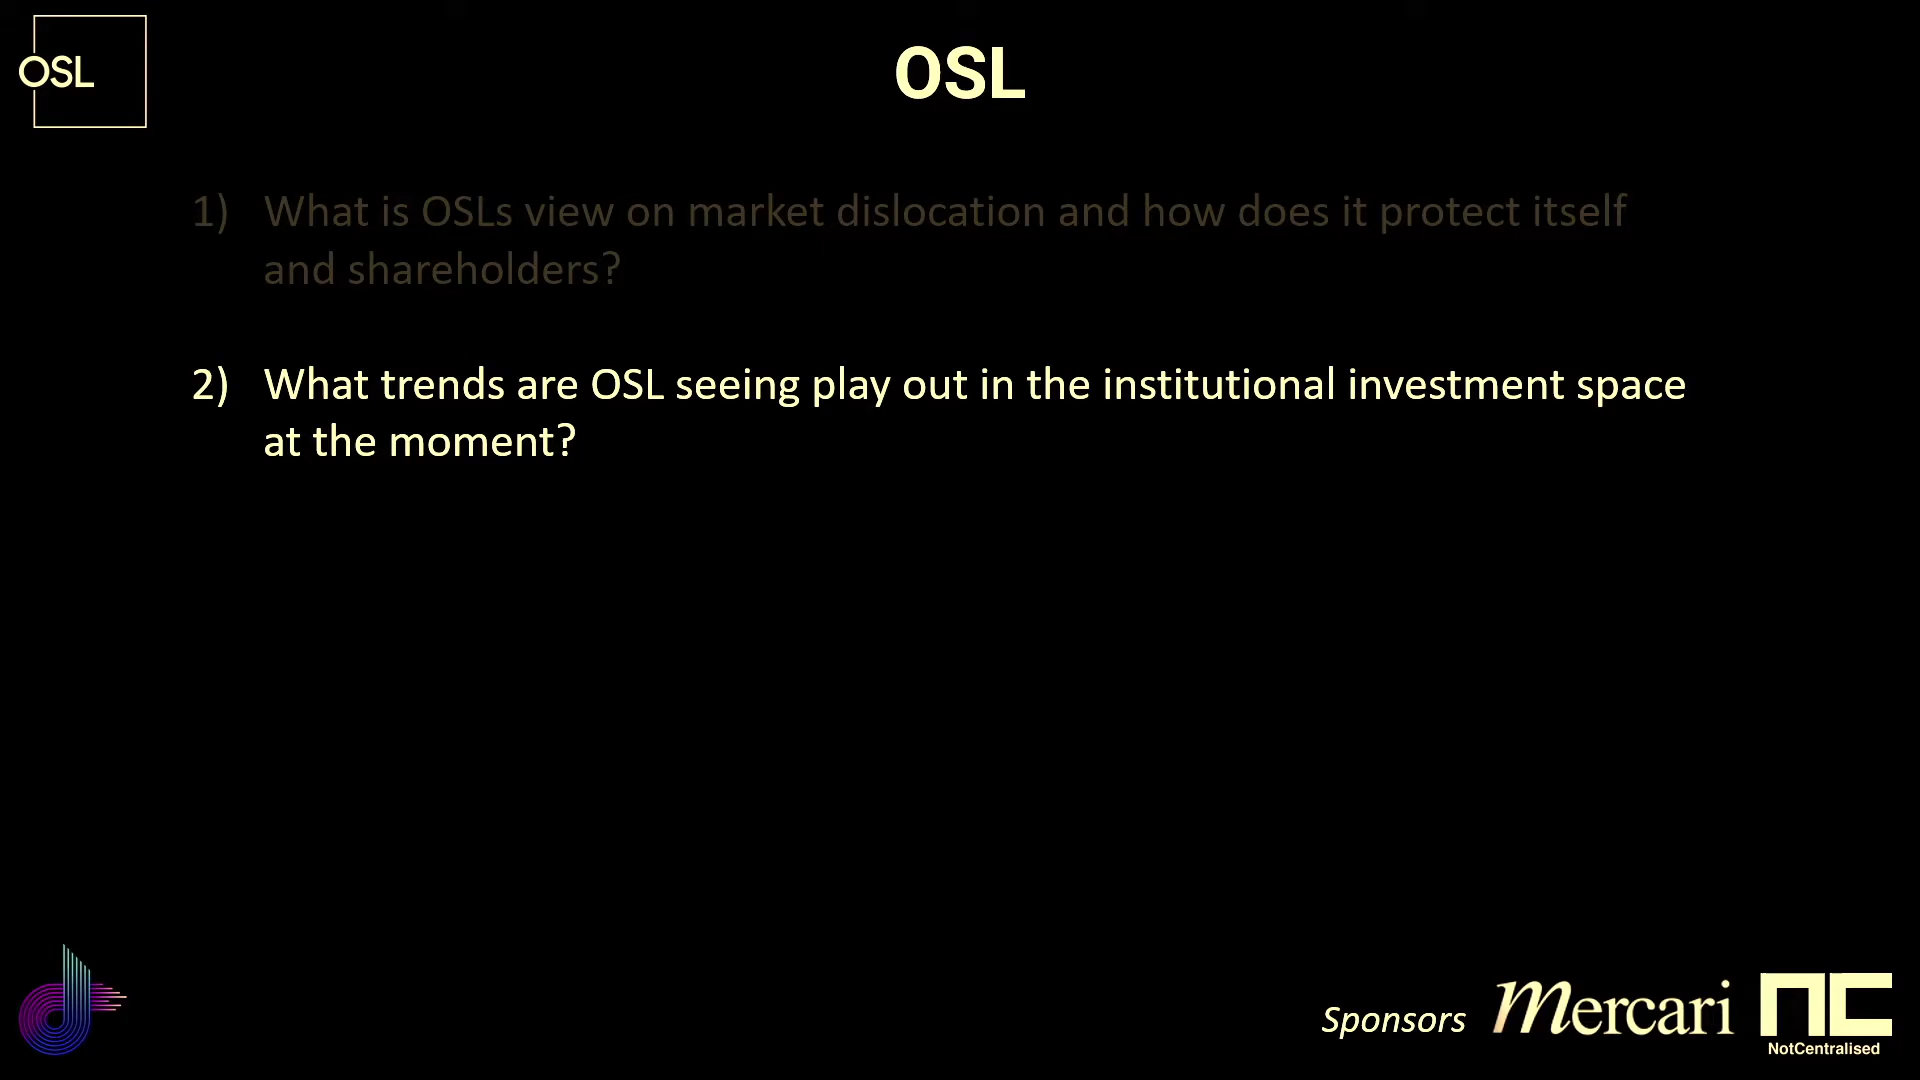 OSL
OSL
1) What is OSLs view on market dislocation and how does it protect itself
and shareholders?
2) What trends are OSL seeing play out in the institutional investment space
at the moment?
Sponsors Mercari nc
NotCentralised